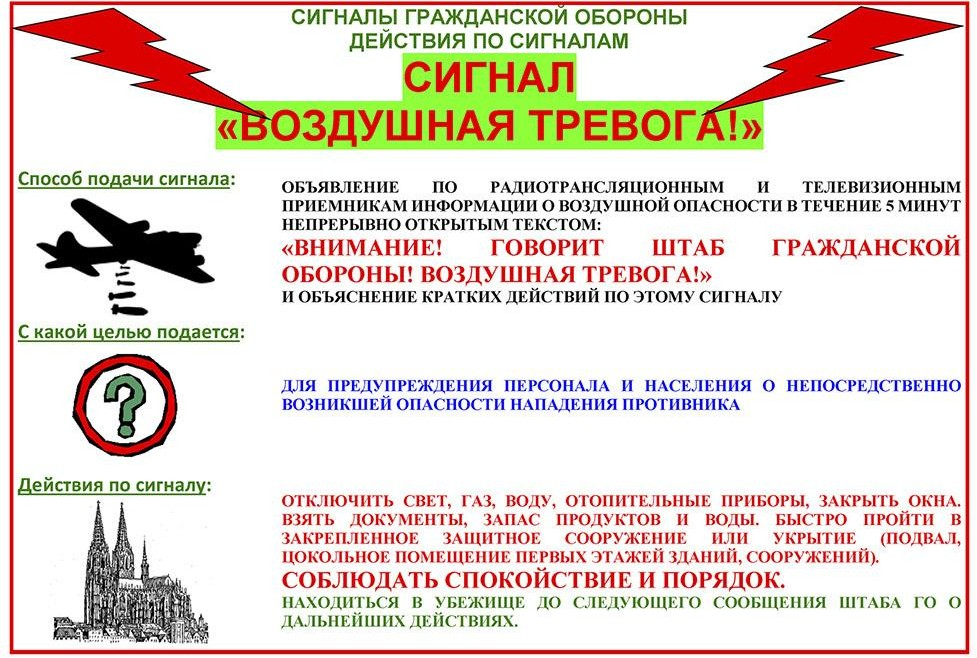 СИГНАЛЫ ГРАЖДАНСКОЙ ОБОРОНЫ
ДЕЙСТВИЯ ПО СИГНАЛАМ
СИГНАЛ
«ВОЗДУШНАЯ ТРЕВОГА!»
Способ подачи сигнала:
ОБЪЯВЛЕНИЕ ПО РАДИОТРАНСЛЯЦИОННЫМ И ТЕЛЕВИЗИОННЫМ
ПРИЕМНИКАМ ИНФОРМАЦИИ О ВОЗДУШНОЙ ОПАСНОСТИ В ТЕЧЕНИЕ 5 МИНУТ
НЕПРЕРЫВНО ОТКРЫТЫМ ТЕКСТОМ:
«ВНИМАНИЕ! ГОВОРИТ ШТАБ ГРАЖДАНСКОЙ
ОБОРОНЫ! ВОЗДУШНАЯ ТРЕВОГА!»
И ОБЪЯСНЕНИЕ КРАТКИХ ДЕЙСТВИЙ ПО ЭТОМУ СИГНАЛУ
С какой целью подается:
?
ДЛЯ ПРЕДУПРЕЖДЕНИЯ ПЕРСОНАЛА И НАСЕЛЕНИЯ О НЕПОСРЕДСТВЕННО
ВОЗНИКШЕЙ ОПАСНОСТИ НАПАДЕНИЯ ПРОТИВНИКА
Действия по сигналу:
ОТКЛЮЧИТЬ СВЕТ, ГАЗ, ВОДУ, ОТОПИТЕЛЬНЫЕ ПРИБОРЫ, ЗАКРЫТЬ ОКНА.
ВЗЯТЬ ДОКУМЕНТЫ, ЗАПАС ПРОДУКТОВ И ВОДЫ. БЫСТРО ПРОЙТИ В
ЗАКРЕПЛЕННОЕ ЗАЩИТНОЕ СООРУЖЕНИЕ ИЛИ УКРЫТИЕ (ПОДВАЛ,
ЦОКОЛЬНОЕ ПОМЕЩЕНИЕ ПЕРВЫХ ЭТАЖЕЙ ЗДАНИЙ, СООРУЖЕНИЙ).
СОБЛЮДАТЬ СПОКОЙСТВИЕ И ПОРЯДОК.
НАХОДИТЬСЯ В УБЕЖИЩЕ ДО СЛЕДУЮЩЕГО СООБЩЕНИЯ ШТАБА ГО О
ДАЛЬНЕЙШИХ ДЕЙСТВИЯХ.